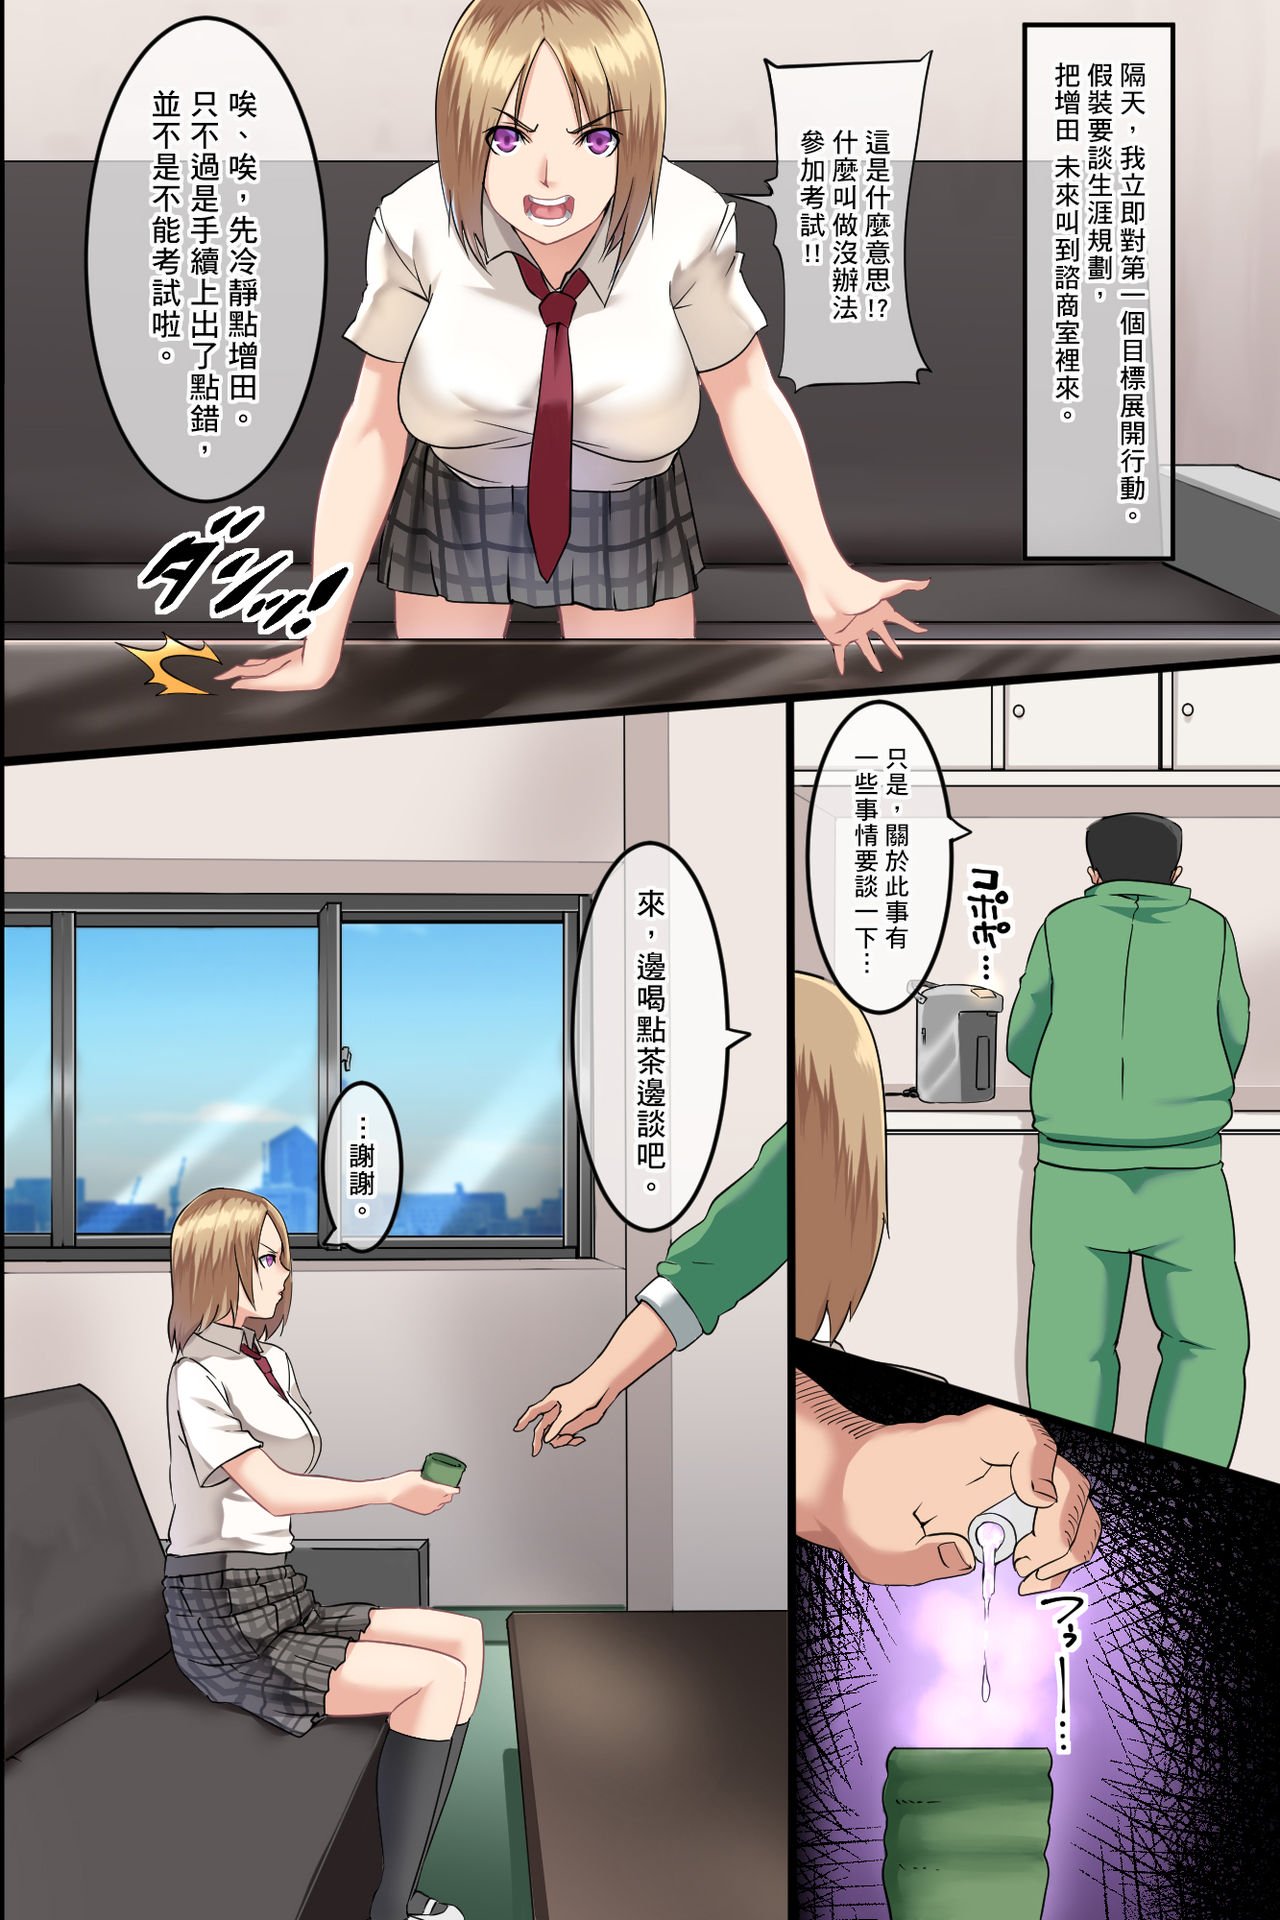 隔天，我立即對第一個目標展開行動。
假裝要談生涯規劃，
把增田 未來叫到諮商室裡來。
這是什麼意思!?
什麼叫做沒辦法
參加考試!!
唉、唉，先冷靜點增田。
只不過是手續上出了點錯，
並不是不能考試啦。
ダンッ！
只是，關於此事有
一些事情要談一下…
コポポ…
つぅー…
來，邊喝點茶邊談吧。
…謝謝。